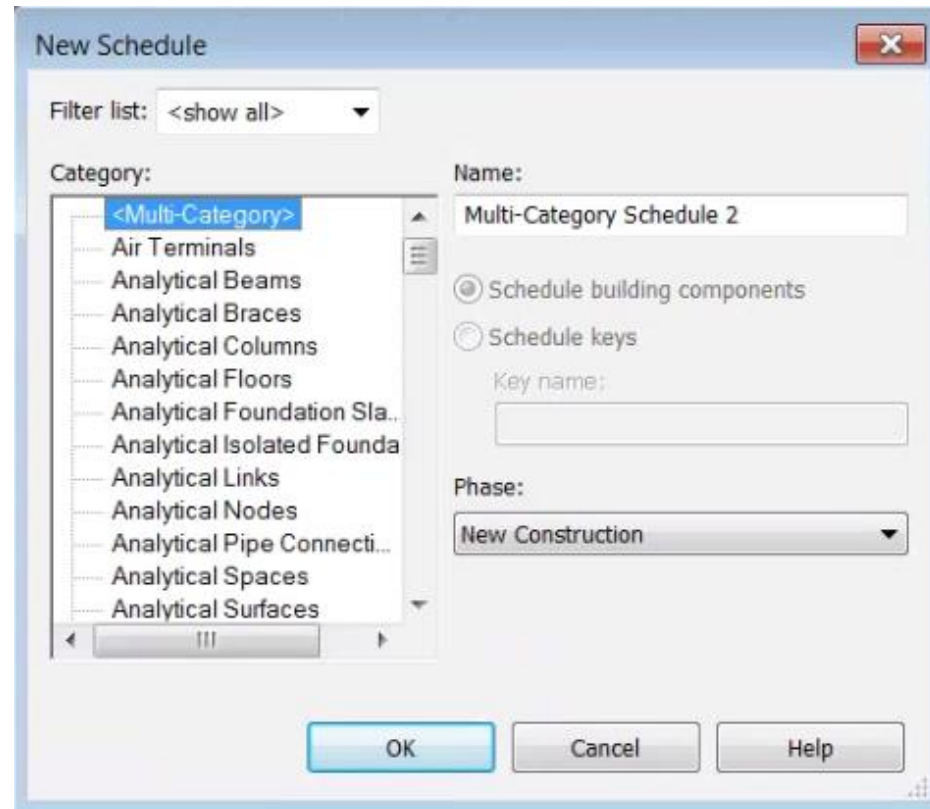 New Schedule
Filter list: <show all>
Category:
<Multi-Category>
Air Terminals
Analytical Beams
Analytical Braces
Analytical Columns
Analytical Floors
Analytical Foundation Sla...
Analytical Isolated Founda
Analytical Links
Analytical Nodes
Analytical Pipe Connecti...
Analytical Spaces
Analytical Surfaces
Name:
Multi-Category Schedule 2
Schedule building components
Schedule keys
Key name:
Phase:
New Construction
OK Cancel Help